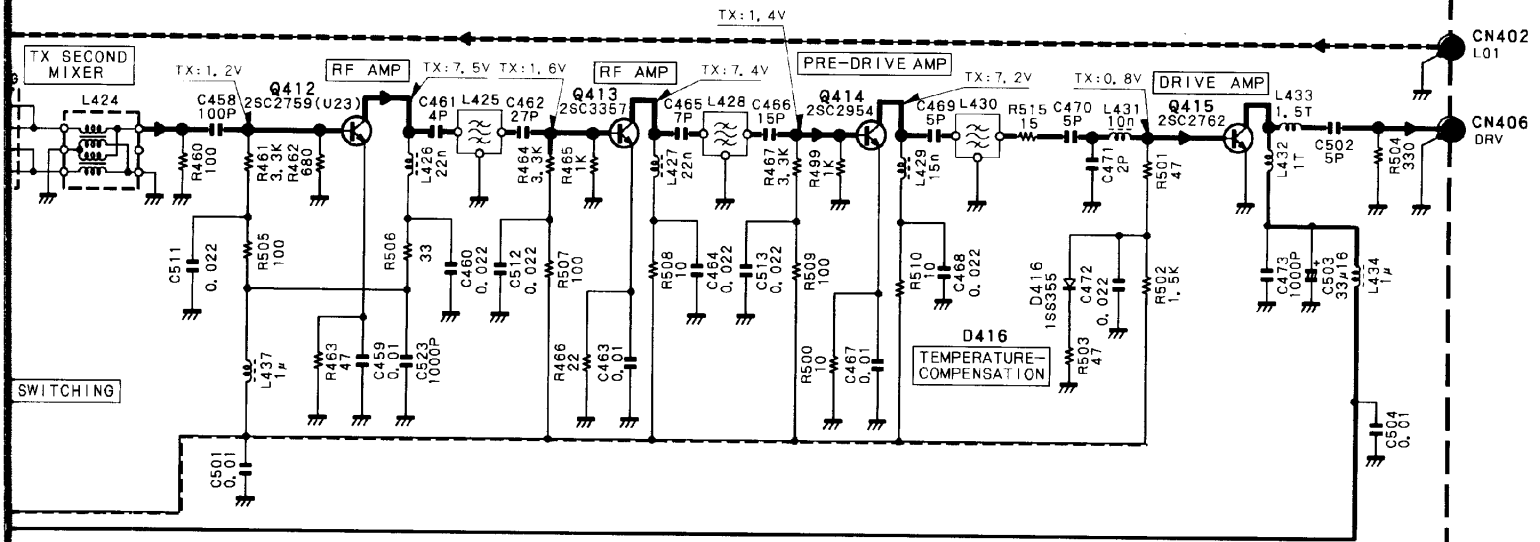 TX:1.4V
CN402
LO1
TX SECOND
MIXER
TX:1.2V
Q412
2SC2759(U23)
RF AMP
TX:7.5V
TX:1.6V
Q413
2SC3357
RF AMP
TX:7.4V
PRE-DRIVE AMP
Q414
2SC2954
TX:7.2V
TX:0.8V
DRIVE AMP
Q415
2SC2762
L424
C458
100P
C461
4P
L425
C462
27P
C465
7P
L428
C466
15P
C469
5P
L430
R515
15
C470
5P
L431
10n
L433
1.5T
CN406
DRV
R460
100
R461
3.3K
R462
680
L426
22n
R464
3.3K
R465
1K
L427
22n
R467
3.3K
R499
1K
L429
15n
C471
2P
R501
47
L432
1T
C502
5P
R504
330
C511
0.022
R505
100
R506
33
C460
0.022
C512
0.022
R507
100
R508
10
C464
0.022
C513
0.022
R509
100
R510
10
C468
0.022
D416
1SS355
C472
0.022
R502
1.5K
C473
1000P
C503
33μ16
+
L434
1μ
L437
1μ
R463
47
C459
0.01
C523
1000P
R466
22
C463
0.01
R500
10
C467
0.01
D416
TEMPERATURE-
COMPENSATION
R503
47
SWITCHING
C501
0.01
C504
0.01